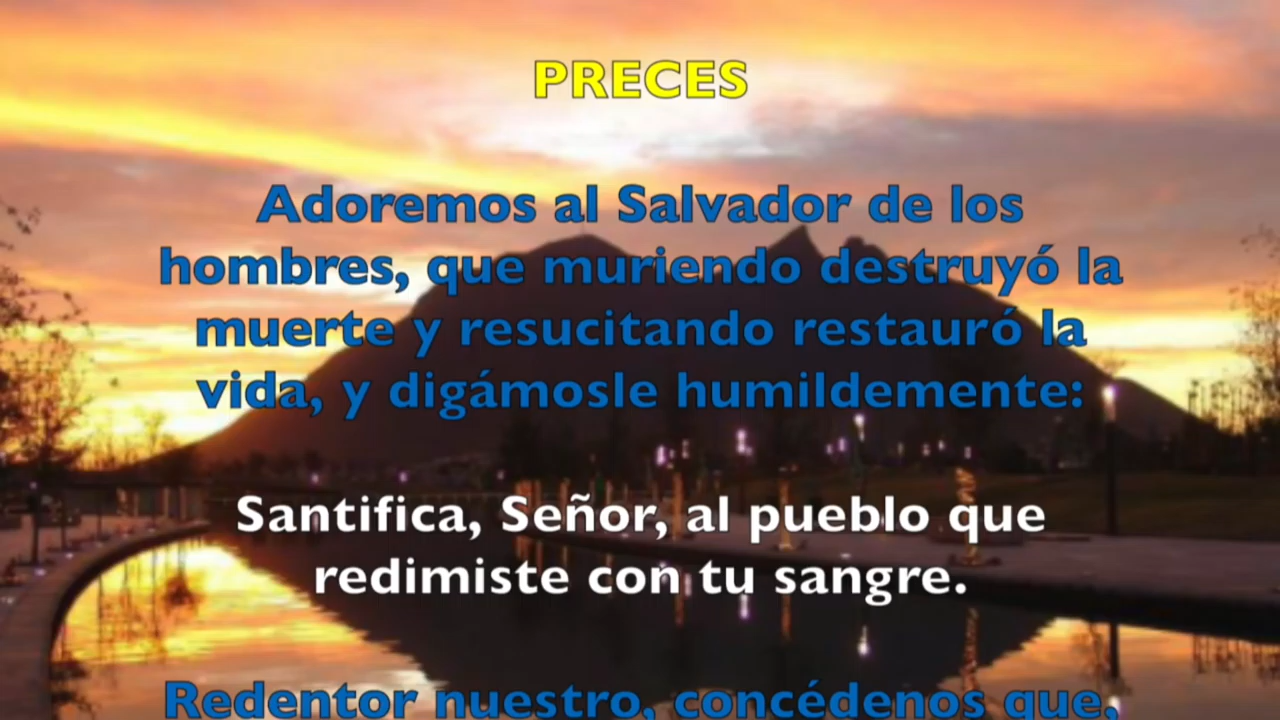 PRECES
Adoremos al Salvador de los
hombres, que muriendo destruyó la
muerte y resucitando restauró la
vida, y digámosle humildemente:
Santifica, Señor, al pueblo que
redimiste con tu sangre.
Redentor nuestro, concédenos que,